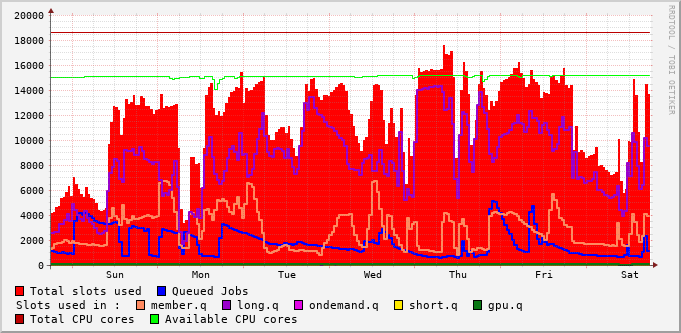 20000
18000
16000
14000
12000
10000
8000
6000
4000
2000
0
Sun Mon Tue Wed Thu Fri Sat
RRDTOOL / TOBI OETIKER
Total slots used Queued Jobs
Slots used in : member.q long.q ondemand.q short.q gpu.q
Total CPU cores Available CPU cores